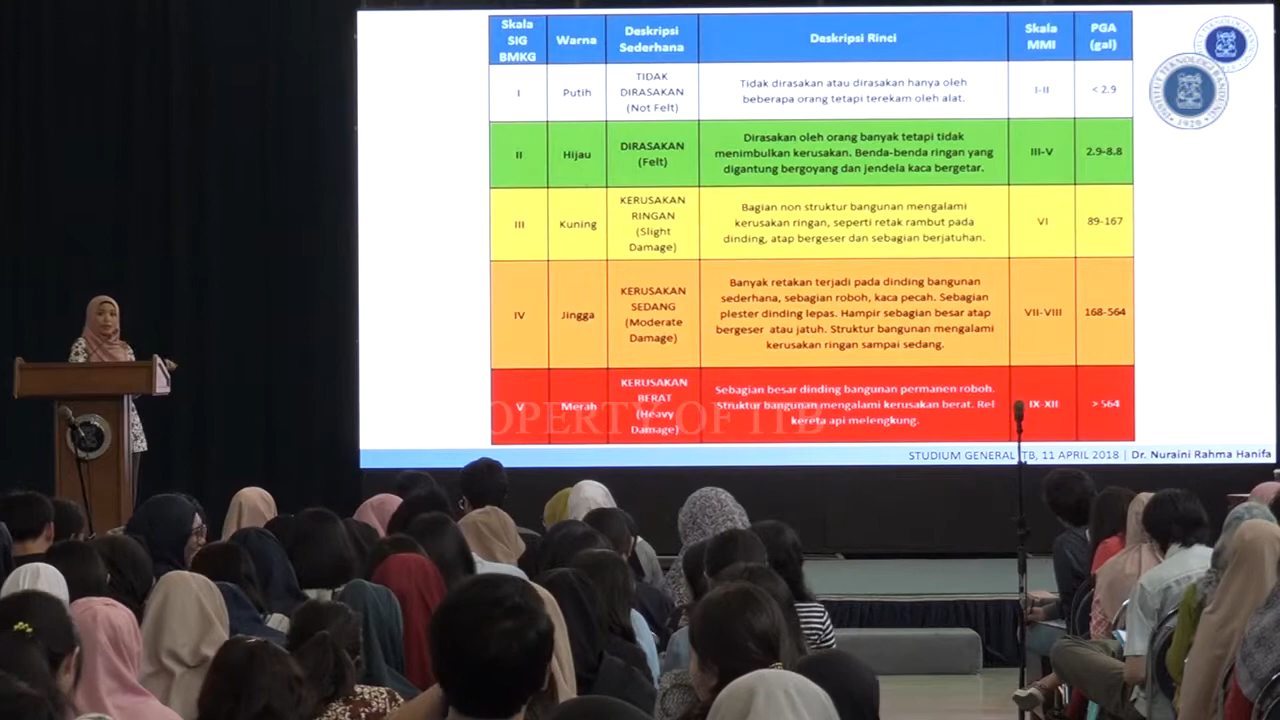 Skala SIG BMKG
Warna
Deskripsi Sederhana
Deskripsi Rinci
Skala MMI
PGA (gal)
I
Putih
TIDAK DIRASAKAN (Not Felt)
Tidak dirasakan atau dirasakan hanya oleh
beberapa orang tetapi terekam oleh alat.
I-II
< 2.9
II
Hijau
DIRASAKAN (Felt)
Dirasakan oleh orang banyak tetapi tidak
menimbulkan kerusakan. Benda-benda ringan yang
digantung bergoyang dan jendela kaca bergetar.
III-V
2.9-8.8
III
Kuning
KERUSAKAN RINGAN (Slight Damage)
Bagian non struktur bangunan mengalami
kerusakan ringan, seperti retak rambut pada
dinding, atap bergeser dan sebagian berjatuhan.
VI
89-167
IV
Jingga
KERUSAKAN SEDANG (Moderate Damage)
Banyak retakan terjadi pada dinding bangunan
sederhana, sebagian roboh, kaca pecah. Sebagian
plester dinding lepas. Hampir sebagian besar atap
bergeser atau jatuh. Struktur bangunan mengalami
kerusakan ringan sampai sedang.
VII-VIII
168-564
V
Merah
KERUSAKAN BERAT (Heavy Damage)
Sebagian besar dinding bangunan permanen roboh.
Struktur bangunan mengalami kerusakan berat. Rel
kereta api melengkung.
IX-XII
> 564
OPERTY OF ITB
STUDIUM GENERAL ITB, 11 APRIL 2018 | Dr. Nuraini Rahma Hanifa
INSTITUT TEKNOLOGI BANDUNG
1920